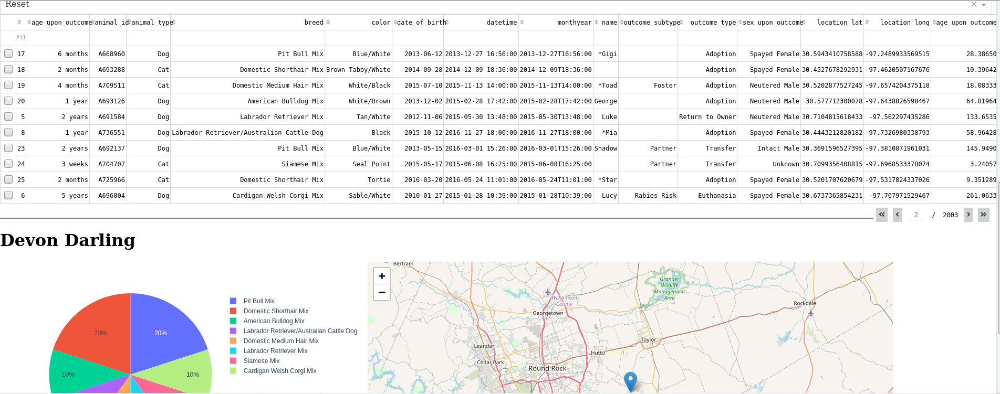 Reset
age_upon_outcome animal_id animal_type breed color date_of_birth datetime monthyear name outcome_subtype outcome_type sex_upon_outcome location_lat location_long age_upon_outcome
fil
17 6 months A668960 Dog Pit Bull Mix Blue/White 2013-06-12 2013-12-27 16:56:00 2013-12-27T16:56:00 *Gigi Adoption Spayed Female 30.5943410758588 -97.2489933569515 28.38650
18 2 months A693288 Cat Domestic Shorthair Mix Brown Tabby/White 2014-09-28 2014-12-09 18:36:00 2014-12-09T18:36:00 Adoption Spayed Female 30.4527678292931 -97.4620507167676 10.39642
19 4 months A709511 Cat Domestic Medium Hair Mix White/Black 2015-07-10 2015-11-13 14:00:00 2015-11-13T14:00:00 *Toad Foster Adoption Neutered Male 30.5202877527245 -97.6574204375118 18.08333
20 1 year A693126 Dog American Bulldog Mix White/Brown 2013-12-02 2015-02-28 17:42:00 2015-02-28T17:42:00 George Adoption Neutered Male 30.577712300078 -97.6438826598467 64.81964
5 2 years A691584 Dog Labrador Retriever Mix Tan/White 2012-11-06 2015-05-30 13:48:00 2015-05-30T13:48:00 Luke Return to Owner Neutered Male 30.7104815618433 -97.562297435286 133.6535
8 1 year A736551 Dog Labrador Retriever/Australian Cattle Dog Black 2015-10-12 2016-11-27 18:00:00 2016-11-27T18:00:00 *Mia Adoption Spayed Female 30.4443212820182 -97.7326980338793 58.96428
23 2 years A692137 Dog Pit Bull Mix Blue/White 2013-05-15 2016-03-01 15:26:00 2016-03-01T15:26:00 Shadow Partner Transfer Intact Male 30.3691596527395 -97.3810871961031 145.9490
24 3 weeks A704707 Cat Siamese Mix Seal Point 2015-05-17 2015-06-08 16:25:00 2015-06-08T16:25:00 Partner Transfer Unknown 30.7099356408815 -97.6968533378074 3.24057
25 2 months A725966 Cat Domestic Shorthair Mix Tortie 2016-03-20 2016-05-24 11:01:00 2016-05-24T11:01:00 *Star Adoption Spayed Female 30.5201707620679 -97.5317824337026 9.351289
6 5 years A696004 Dog Cardigan Welsh Corgi Mix Sable/White 2010-01-27 2015-01-28 10:39:00 2015-01-28T10:39:00 Lucy Rabies Risk Euthanasia Spayed Female 30.6737365854231 -97.707971529467 261.0633
2 / 2003
Devon Darling
20%
20%
10%
10%
Pit Bull Mix
Domestic Shorthair Mix
American Bulldog Mix
Labrador Retriever/Australian Cattle Dog
Domestic Medium Hair Mix
Labrador Retriever Mix
Siamese Mix
Cardigan Welsh Corgi Mix
+
−
Bertram
Granger
Wildlife
Management
Area
Williamson
County
Georgetown
Rockdale
Taylor
Leander
Hutto
Cedar Park
Round Rock